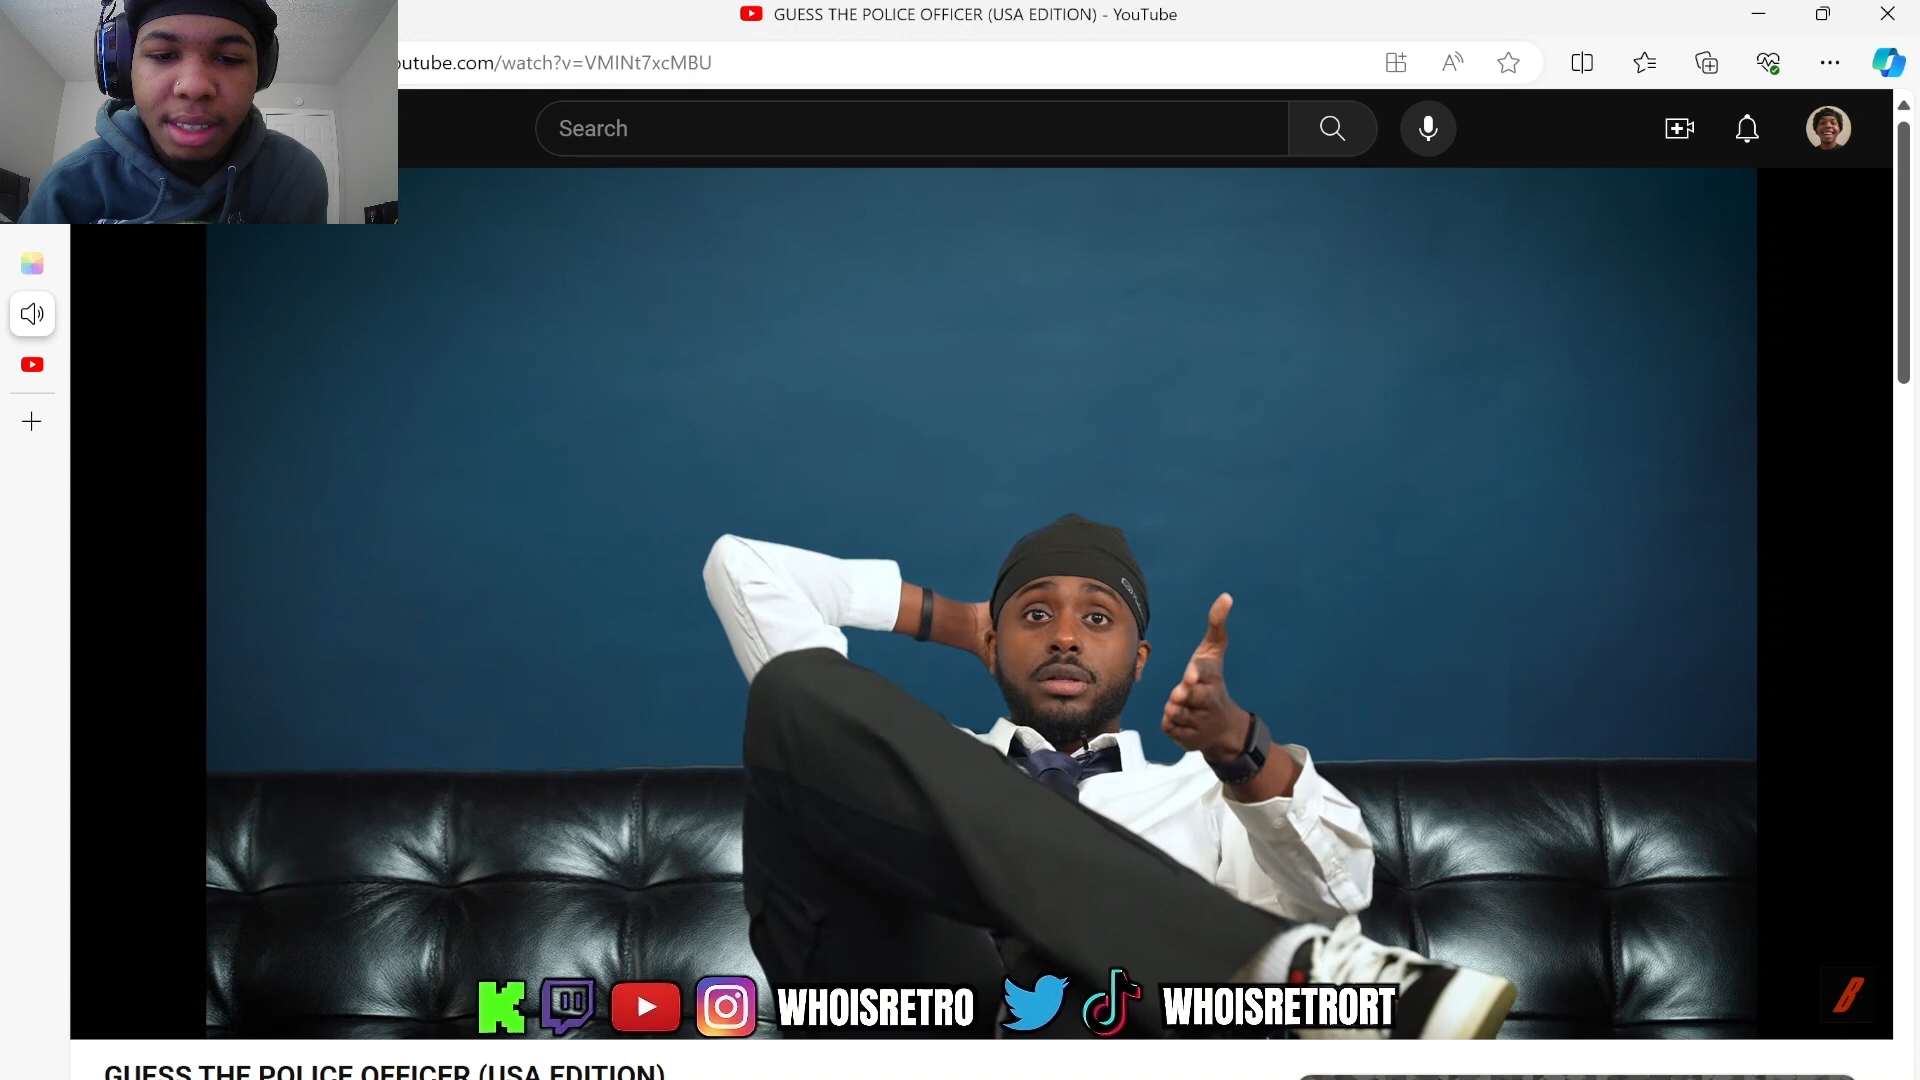 GUESS THE POLICE OFFICER (USA EDITION) - YouTube
outube.com/watch?v=VMINt7xcMBU
Search
WHOISRETRO WHOISRETRORT
B
GUESS THE POLICE OFFICER (USA EDITION)